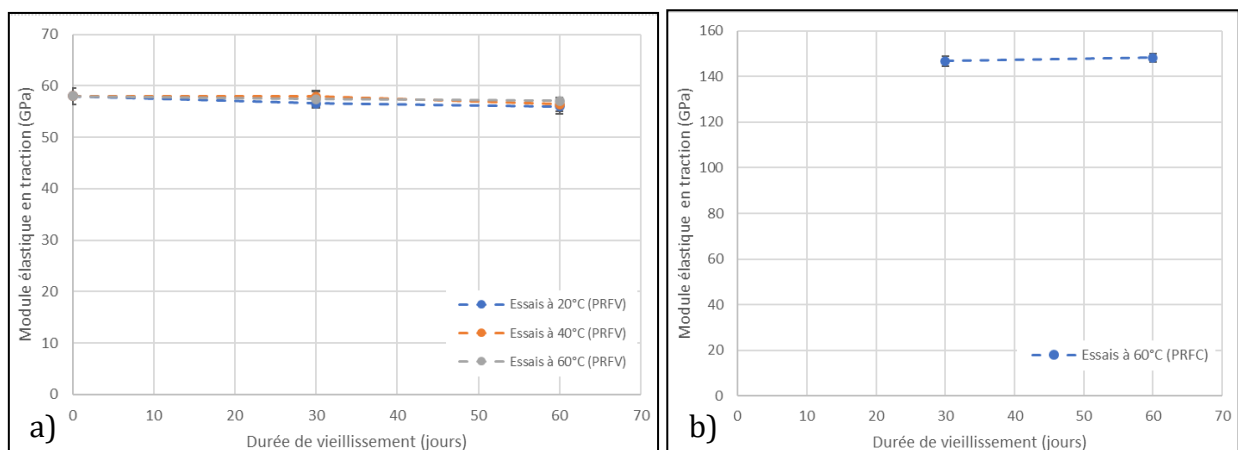 70
60
50
40
30
20
10
0
Module élastique en traction (GPa)
Essais à 20°C (PRFV)
Essais à 40°C (PRFV)
Essais à 60°C (PRFV)
0 10 20 30 40 50 60 70
Durée de vieillissement (jours)
a)
160
140
120
100
80
60
40
20
0
Module élastique en traction (GPa)
Essais à 60°C (PRFC)
0 10 20 30 40 50 60 70
Durée de vieillissement (jours)
b)